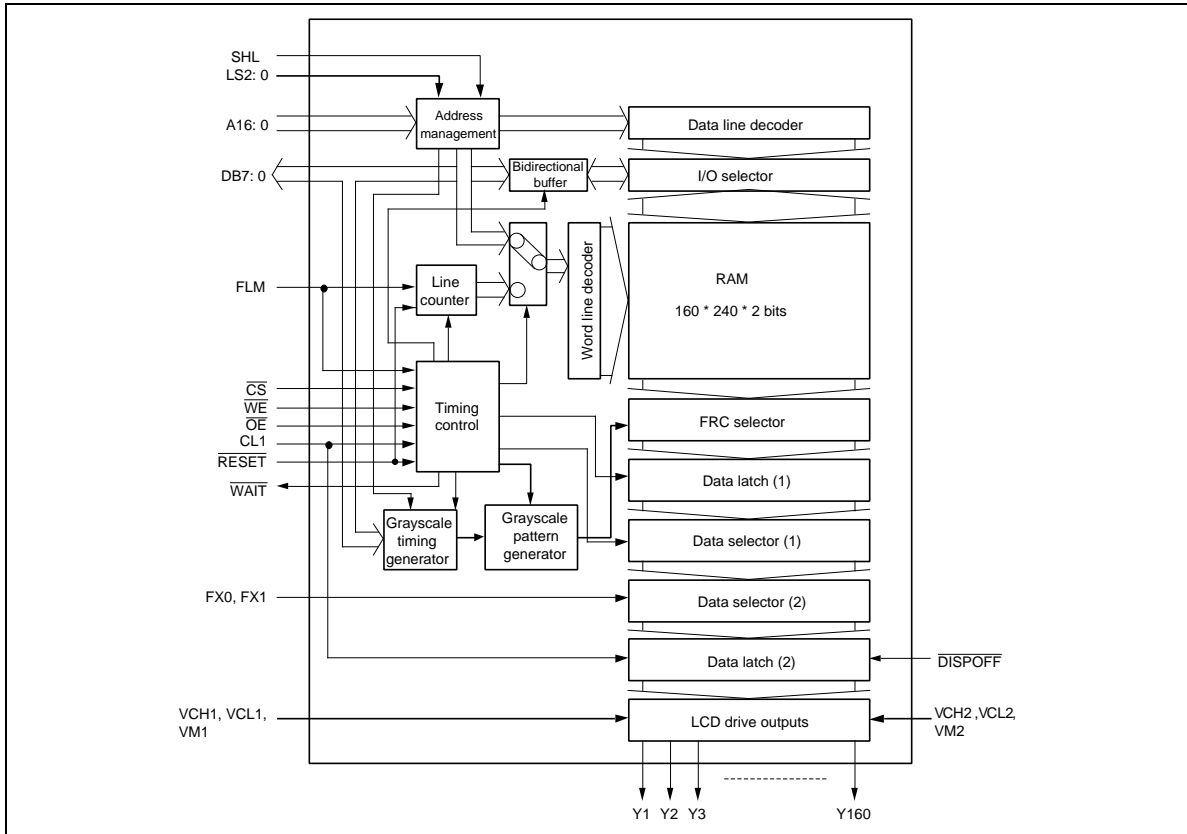 SHL
LS2: 0
A16: 0
Address
management
Data line decoder
DB7: 0
Bidirectional
buffer
I/O selector
FLM
Line
counter
Word line decoder
RAM
160 * 240 * 2 bits
CS
WE
OE
CL1
RESET
WAIT
Timing
control
FRC selector
Data latch (1)
Grayscale
timing
generator
Grayscale
pattern
generator
Data selector (1)
FX0, FX1
Data selector (2)
Data latch (2)
DISPOFF
VCH1, VCL1,
VM1
LCD drive outputs
VCH2 ,VCL2,
VM2
Y1 Y2 Y3 Y160